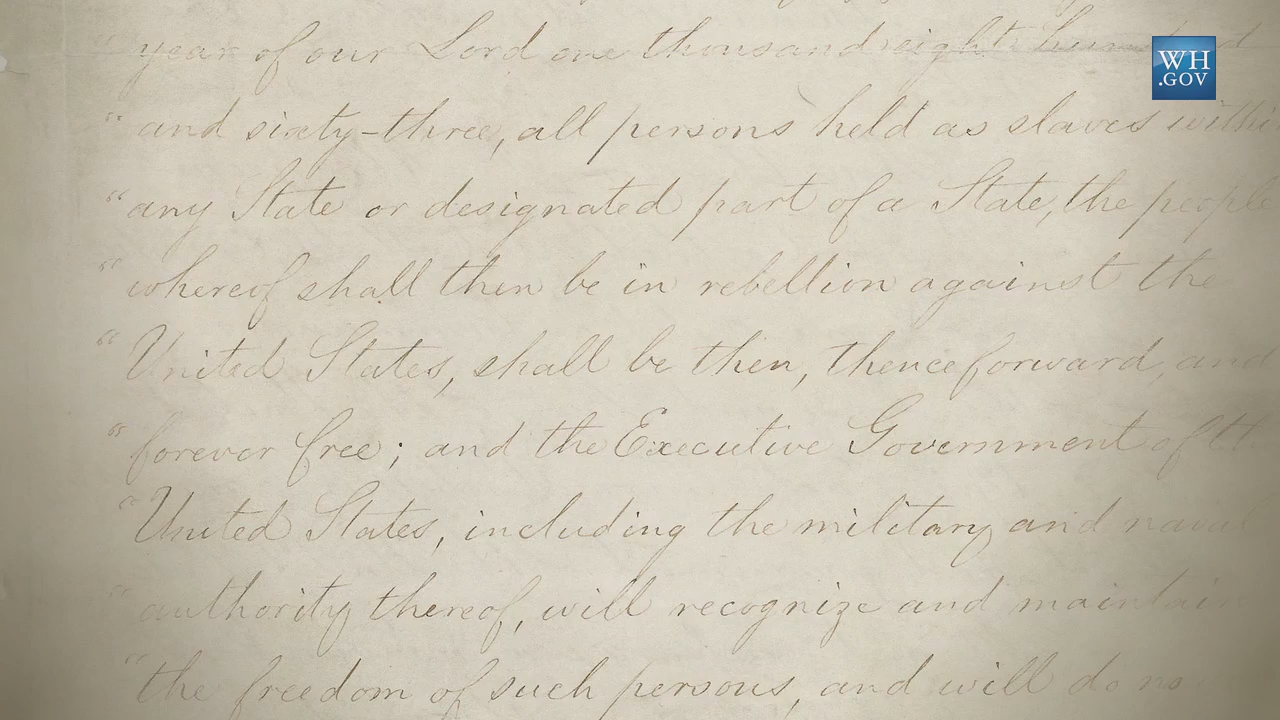 "year of our Lord one thousand eight hundred
"and sixty-three, all persons held as slaves withi
"any State or designated part of a State, the people
"whereof shall then be in rebellion against the
"United States, shall be then, thenceforward, and
"forever free; and the Executive Government of th
"United States, including the military and naval
"authority thereof, will recognize and maintain
"the freedom of such persons, and will do no
WH
.GOV